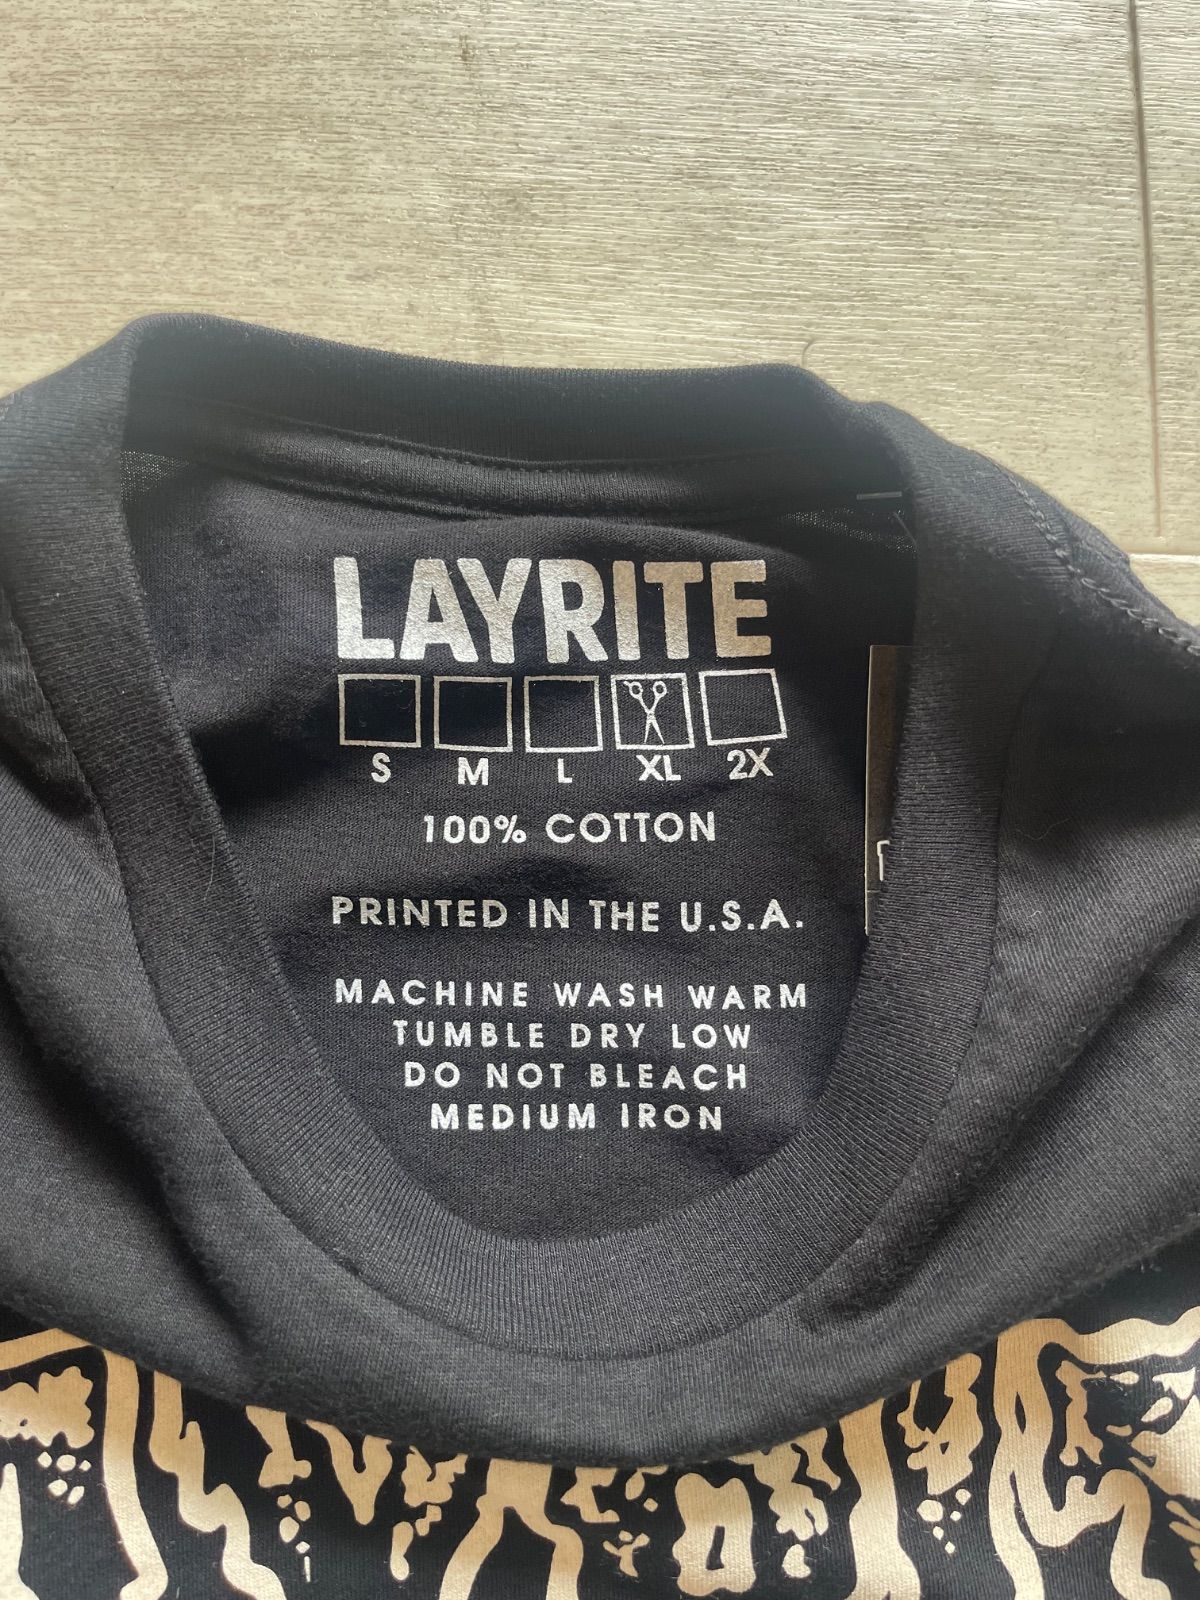 LAYRITE
S M L XL 2X
100% COTTON
PRINTED IN THE U.S.A.
MACHINE WASH WARM
TUMBLE DRY LOW
DO NOT BLEACH
MEDIUM IRON